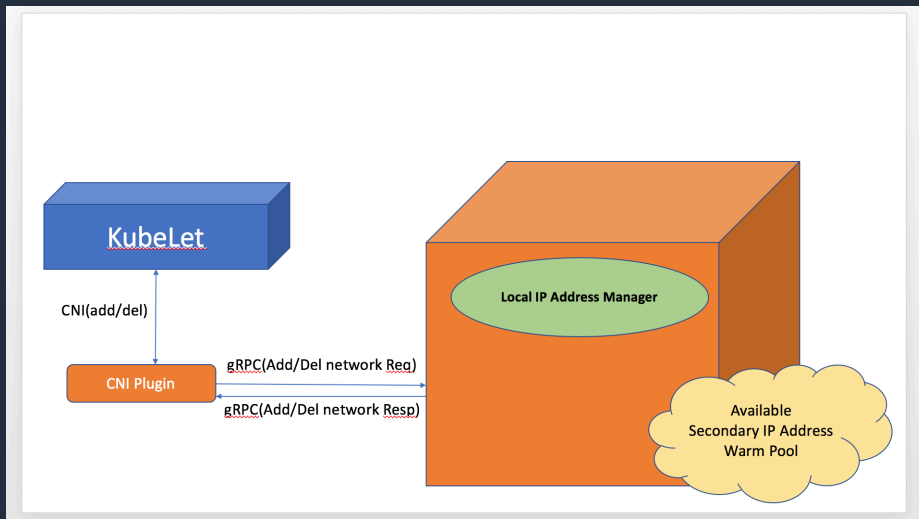 KubeLet
CNI(add/del)
CNI Plugin
gRPC(Add/Del network Req)
gRPC(Add/Del network Resp)
Local IP Address Manager
Available
Secondary IP Address
Warm Pool